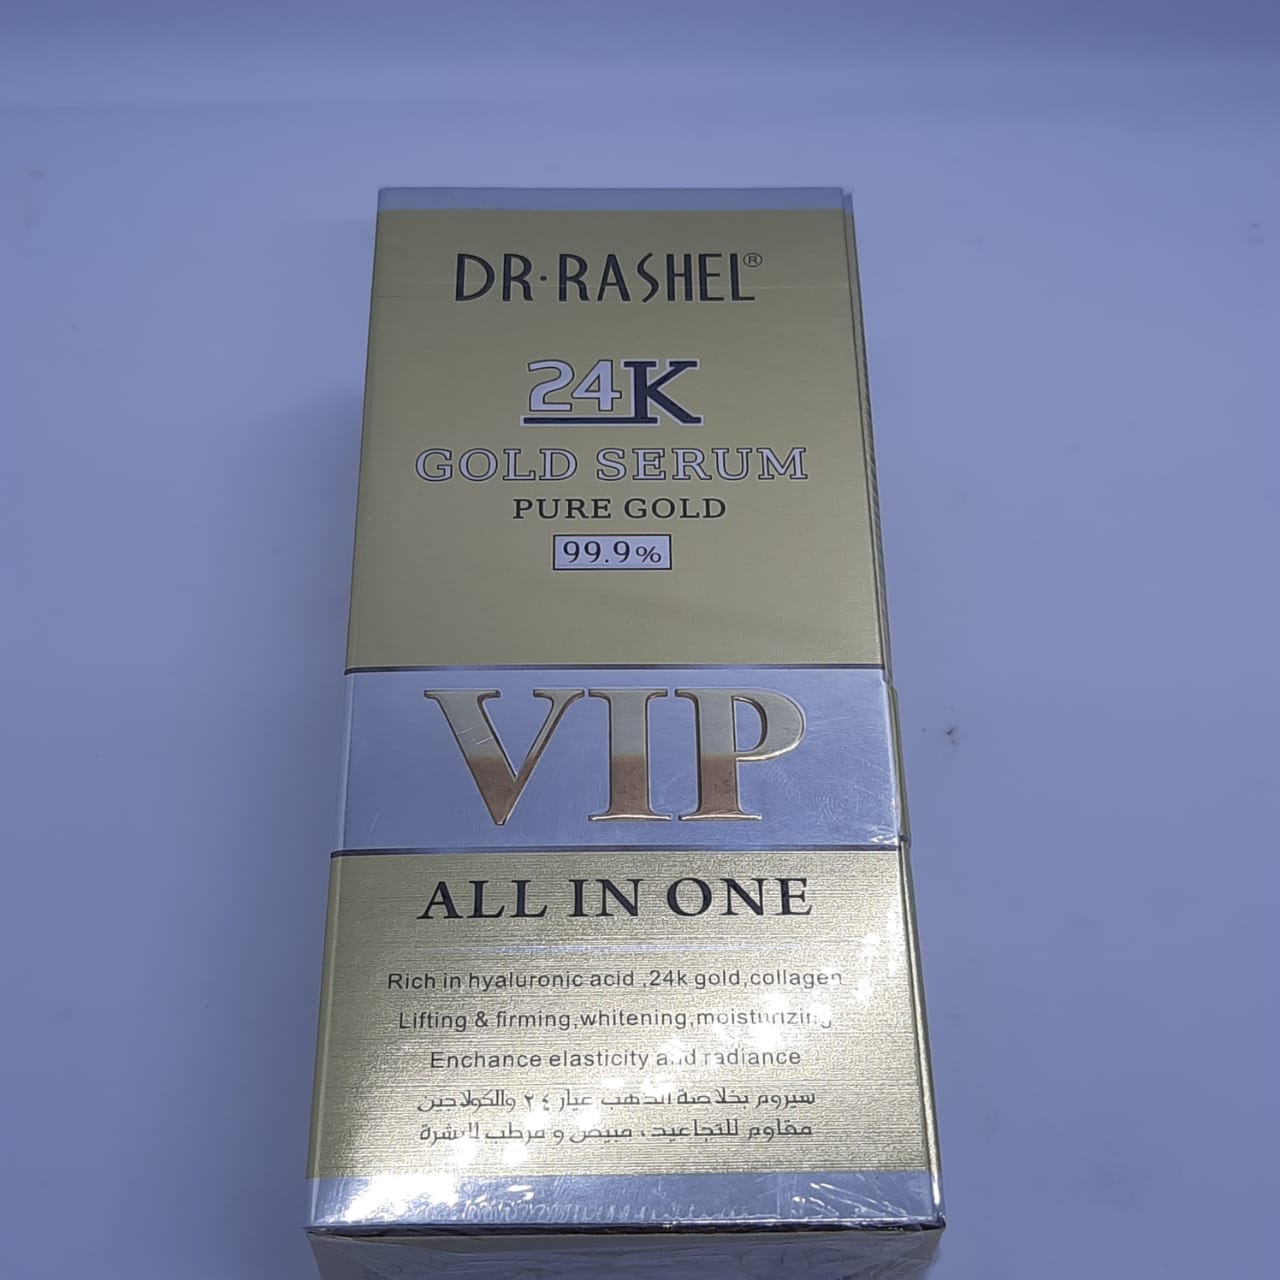 DR·RASHEL®
24K
GOLD SERUM
PURE GOLD
99.9%
VIP
ALL IN ONE
Rich in hyaluronic acid ,24k gold,collagen
Lifting & firming,whitening,moisturizing
Enchance elasticity and radiance
سيروم بخلاصة الذهب عيار ٢٤ والكولاجين
مقاوم للتجاعيد، مبيض و مرطب للبشرة